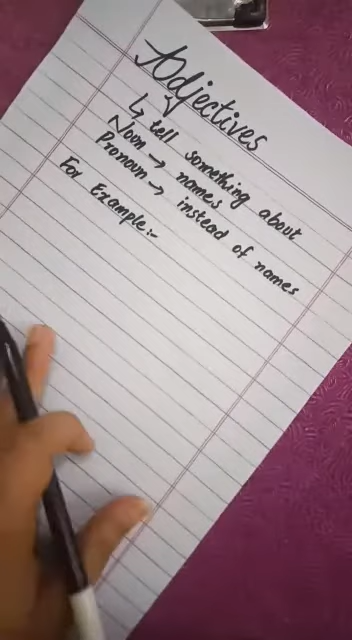 Adjectives
↳ tell something about
Noun → names
Pronoun → instead of names
For Example:-